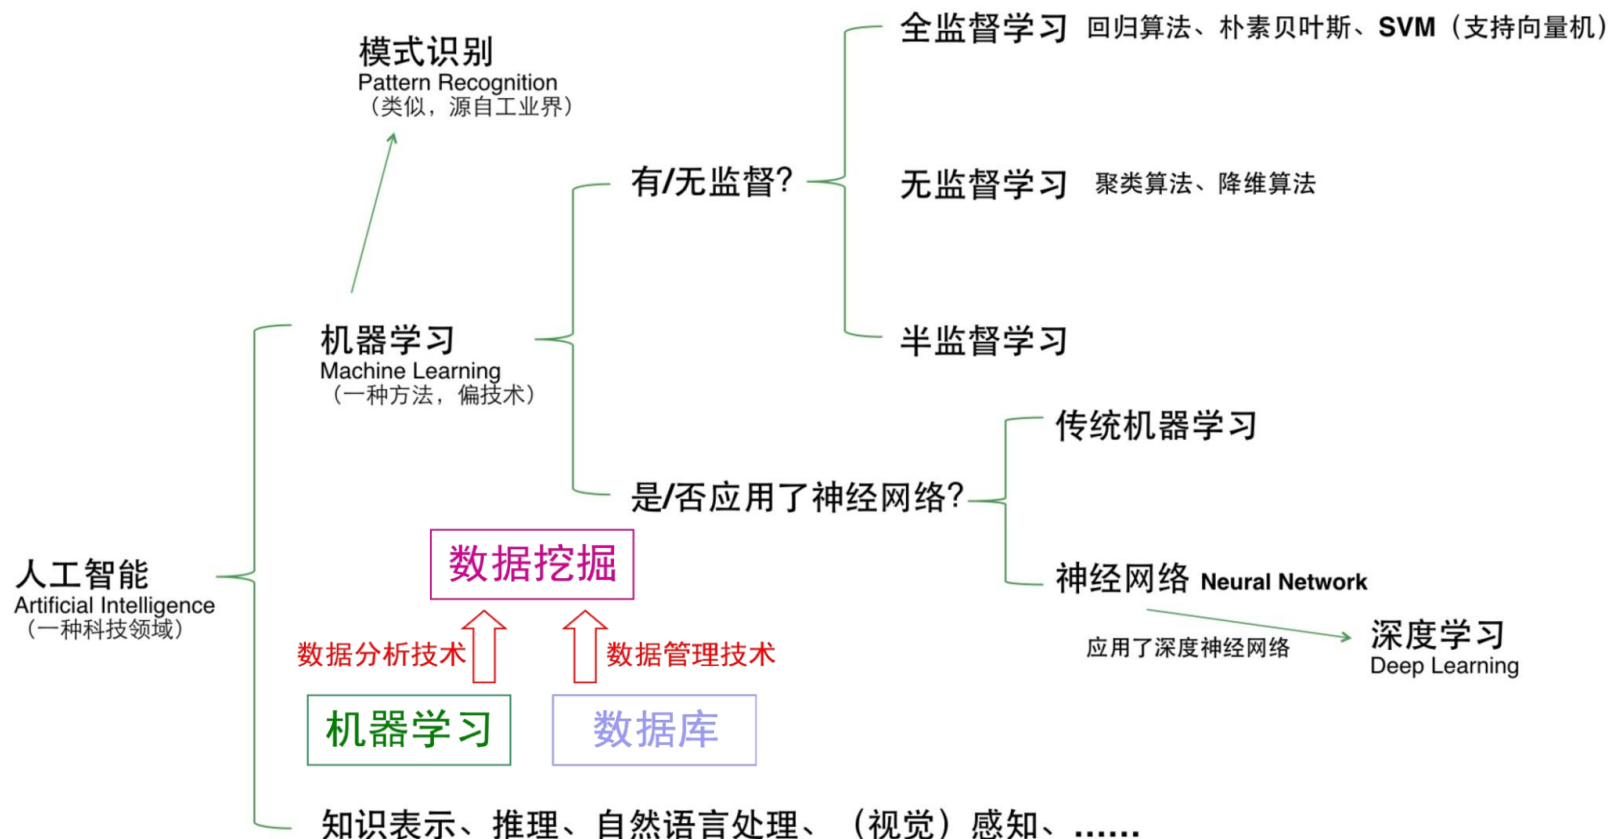 模式识别
Pattern Recognition
（类似，源自工业界）
全监督学习 回归算法、朴素贝叶斯、SVM（支持向量机）
有/无监督？
无监督学习 聚类算法、降维算法
半监督学习
机器学习
Machine Learning
（一种方法，偏技术）
传统机器学习
是/否应用了神经网络？
神经网络 Neural Network
应用了深度神经网络
深度学习
Deep Learning
人工智能
Artificial Intelligence
（一种科技领域）
数据挖掘
数据分析技术 数据管理技术
机器学习 数据库
知识表示、推理、自然语言处理、（视觉）感知、……